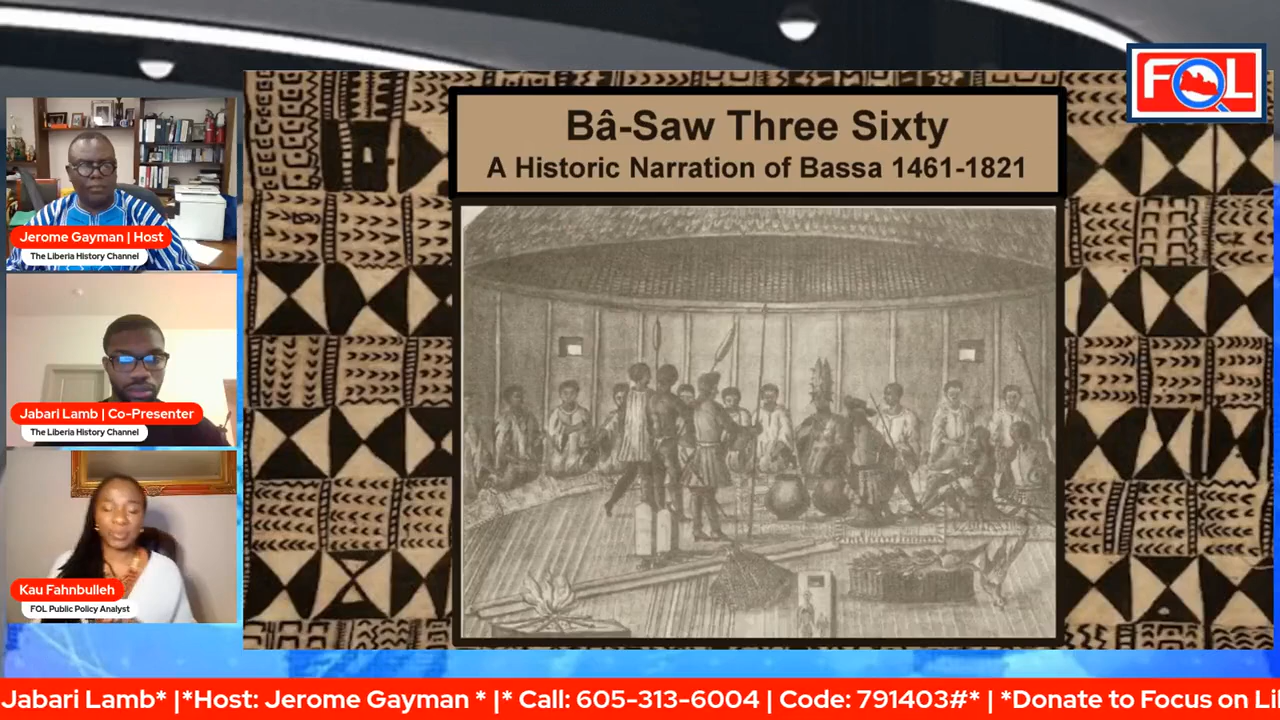 FOL
Bâ-Saw Three Sixty
A Historic Narration of Bassa 1461-1821
Jerome Gayman | Host
The Liberia History Channel
Jabari Lamb | Co-Presenter
The Liberia History Channel
Kau Fahnbulleh
FOL Public Policy Analyst
Jabari Lamb* |*Host: Jerome Gayman * |* Call: 605-313-6004 | Code: 791403#* | *Donate to Focus on Li